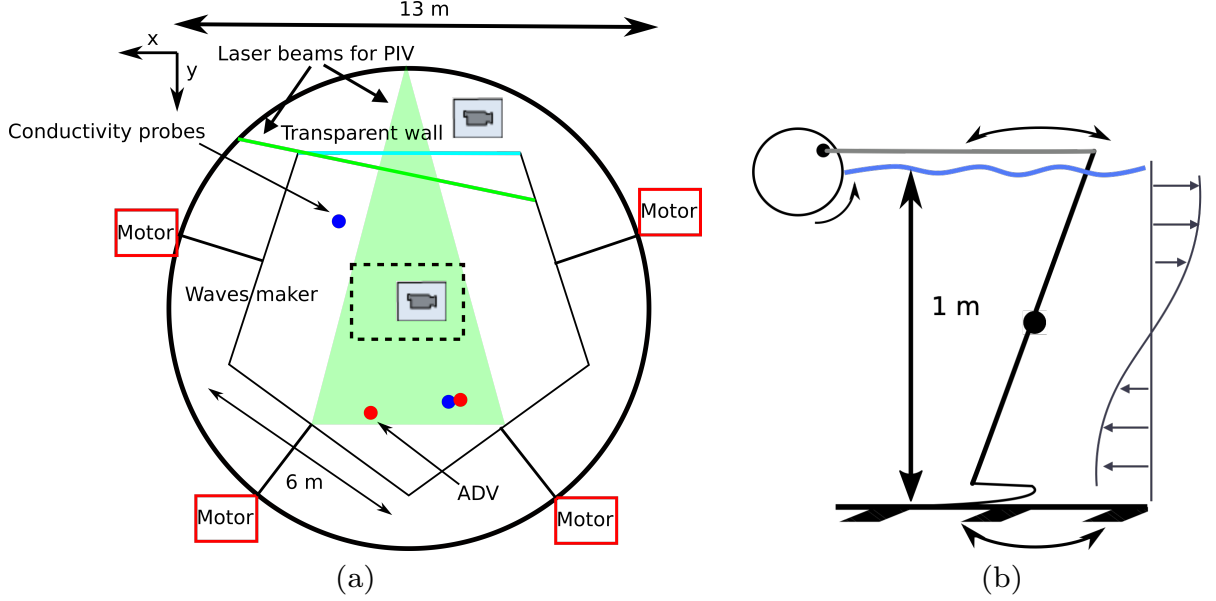 13 m
x
y
Laser beams for PIV
Conductivity probes
Transparent wall
Motor
Motor
Waves maker
1 m
6 m
ADV
Motor
Motor
(a)
(b)